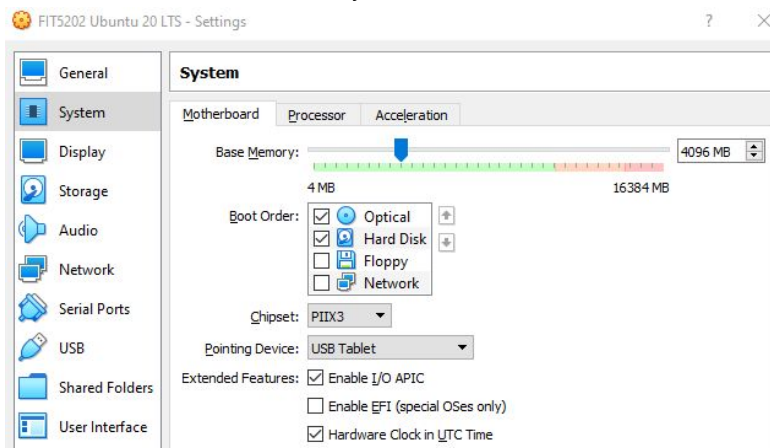 FIT5202 Ubuntu 20 LTS - Settings
?
General
System
Display
Storage
Audio
Network
Serial Ports
USB
Shared Folders
User Interface
System
Motherboard Processor Acceleration
Base Memory: 4096 MB
4 MB 16384 MB
Boot Order: Optical
Hard Disk
Floppy
Network
Chipset: PIIX3
Pointing Device: USB Tablet
Extended Features: Enable I/O APIC
Enable EFI (special OSes only)
Hardware Clock in UTC Time